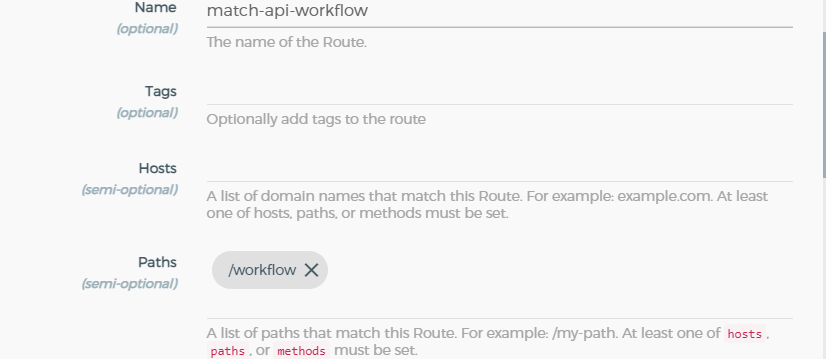 Name
match-api-workflow
(optional)
The name of the Route.
Tags
(optional)
Optionally add tags to the route
Hosts
(semi-optional)
A list of domain names that match this Route. For example: example.com. At least
one of hosts, paths, or methods must be set.
Paths
/workflow
(semi-optional)
A list of paths that match this Route. For example: /my-path. At least one of hosts ,
paths , or methods must be set.